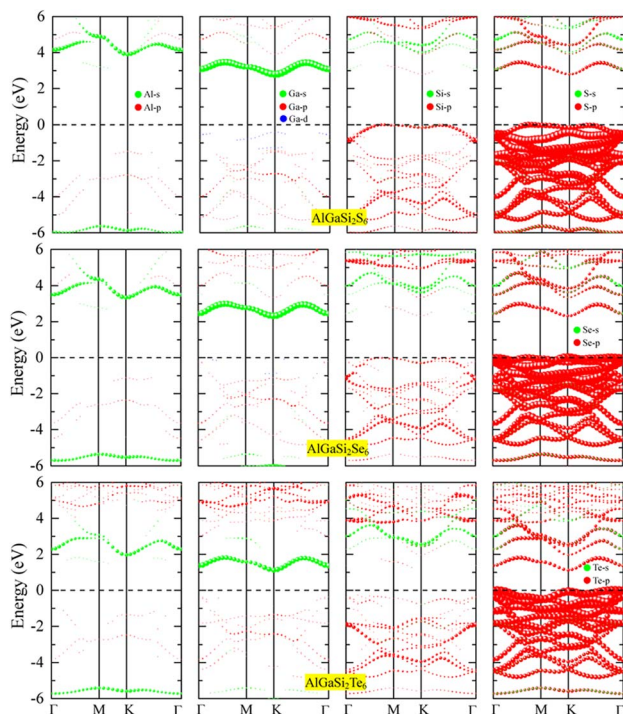 6
4
2
0
-2
-4
-6
Energy (eV)
Al-s
Al-p
Ga-s
Ga-p
Ga-d
Si-s
Si-p
S-s
S-p
AlGaSi₂S₆
6
4
2
0
-2
-4
-6
Energy (eV)
Se-s
Se-p
AlGaSi₂Se₆
6
4
2
0
-2
-4
-6
Energy (eV)
Te-s
Te-p
AlGaSi₂Te₆
Γ M K Γ Γ M K Γ Γ M K Γ Γ M K Γ